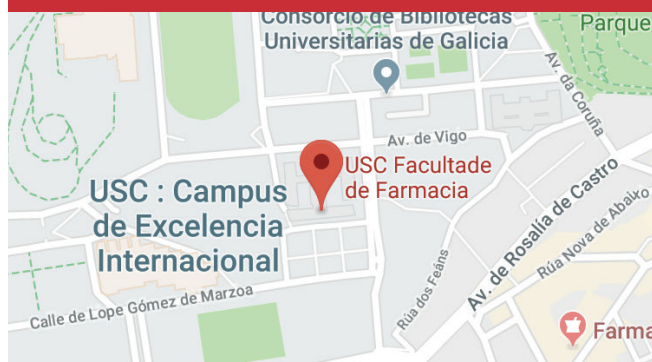 Consorcio de Bibliotecas
Universitarias de Galicia
Parque
Av. da Coruña
Av. de Vigo
USC Facultade
de Farmacia
USC : Campus
de Excelencia
Internacional
Av. de Rosalía de Castro
Rúa Nova de Abaixo
Rúa dos Feáns
Calle de Lope Gómez de Marzoa
Farma